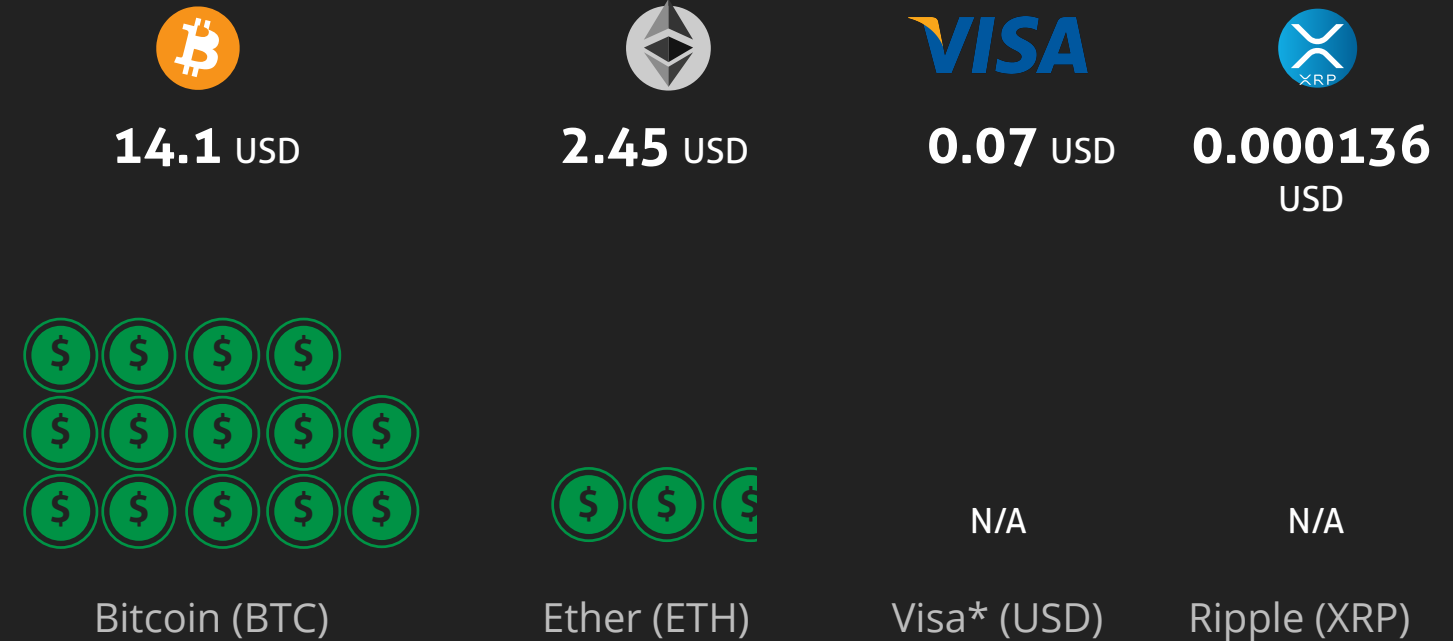 VISA
XRP
14.1 USD
2.45 USD
0.07 USD
0.000136
USD
$ $ $ $
$ $ $ $ $
$ $ $ $ $
$ $ $
N/A
N/A
Bitcoin (BTC)
Ether (ETH)
Visa* (USD)
Ripple (XRP)